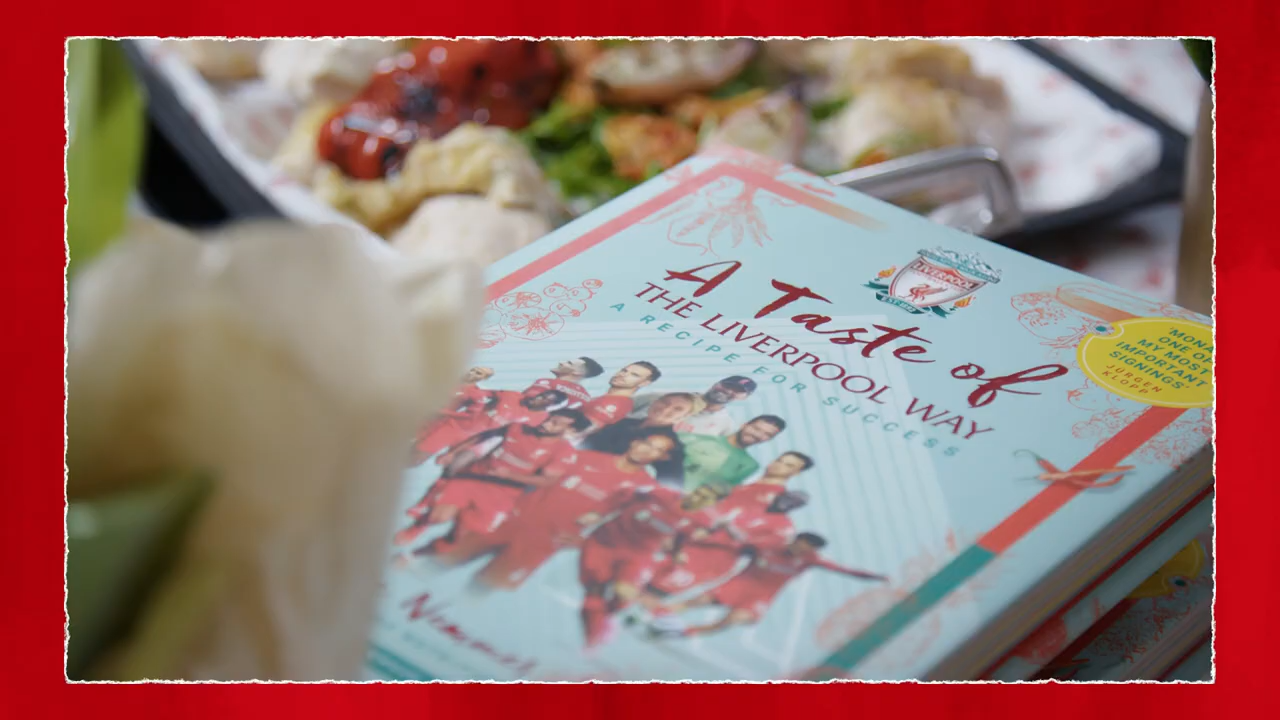 A Taste of
THE LIVERPOOL WAY
A RECIPE FOR SUCCESS
LIVERPOOL
'MONA
ONE OF
MY MOST
IMPORTANT
SIGNINGS'
JÜRGEN
KLOPP